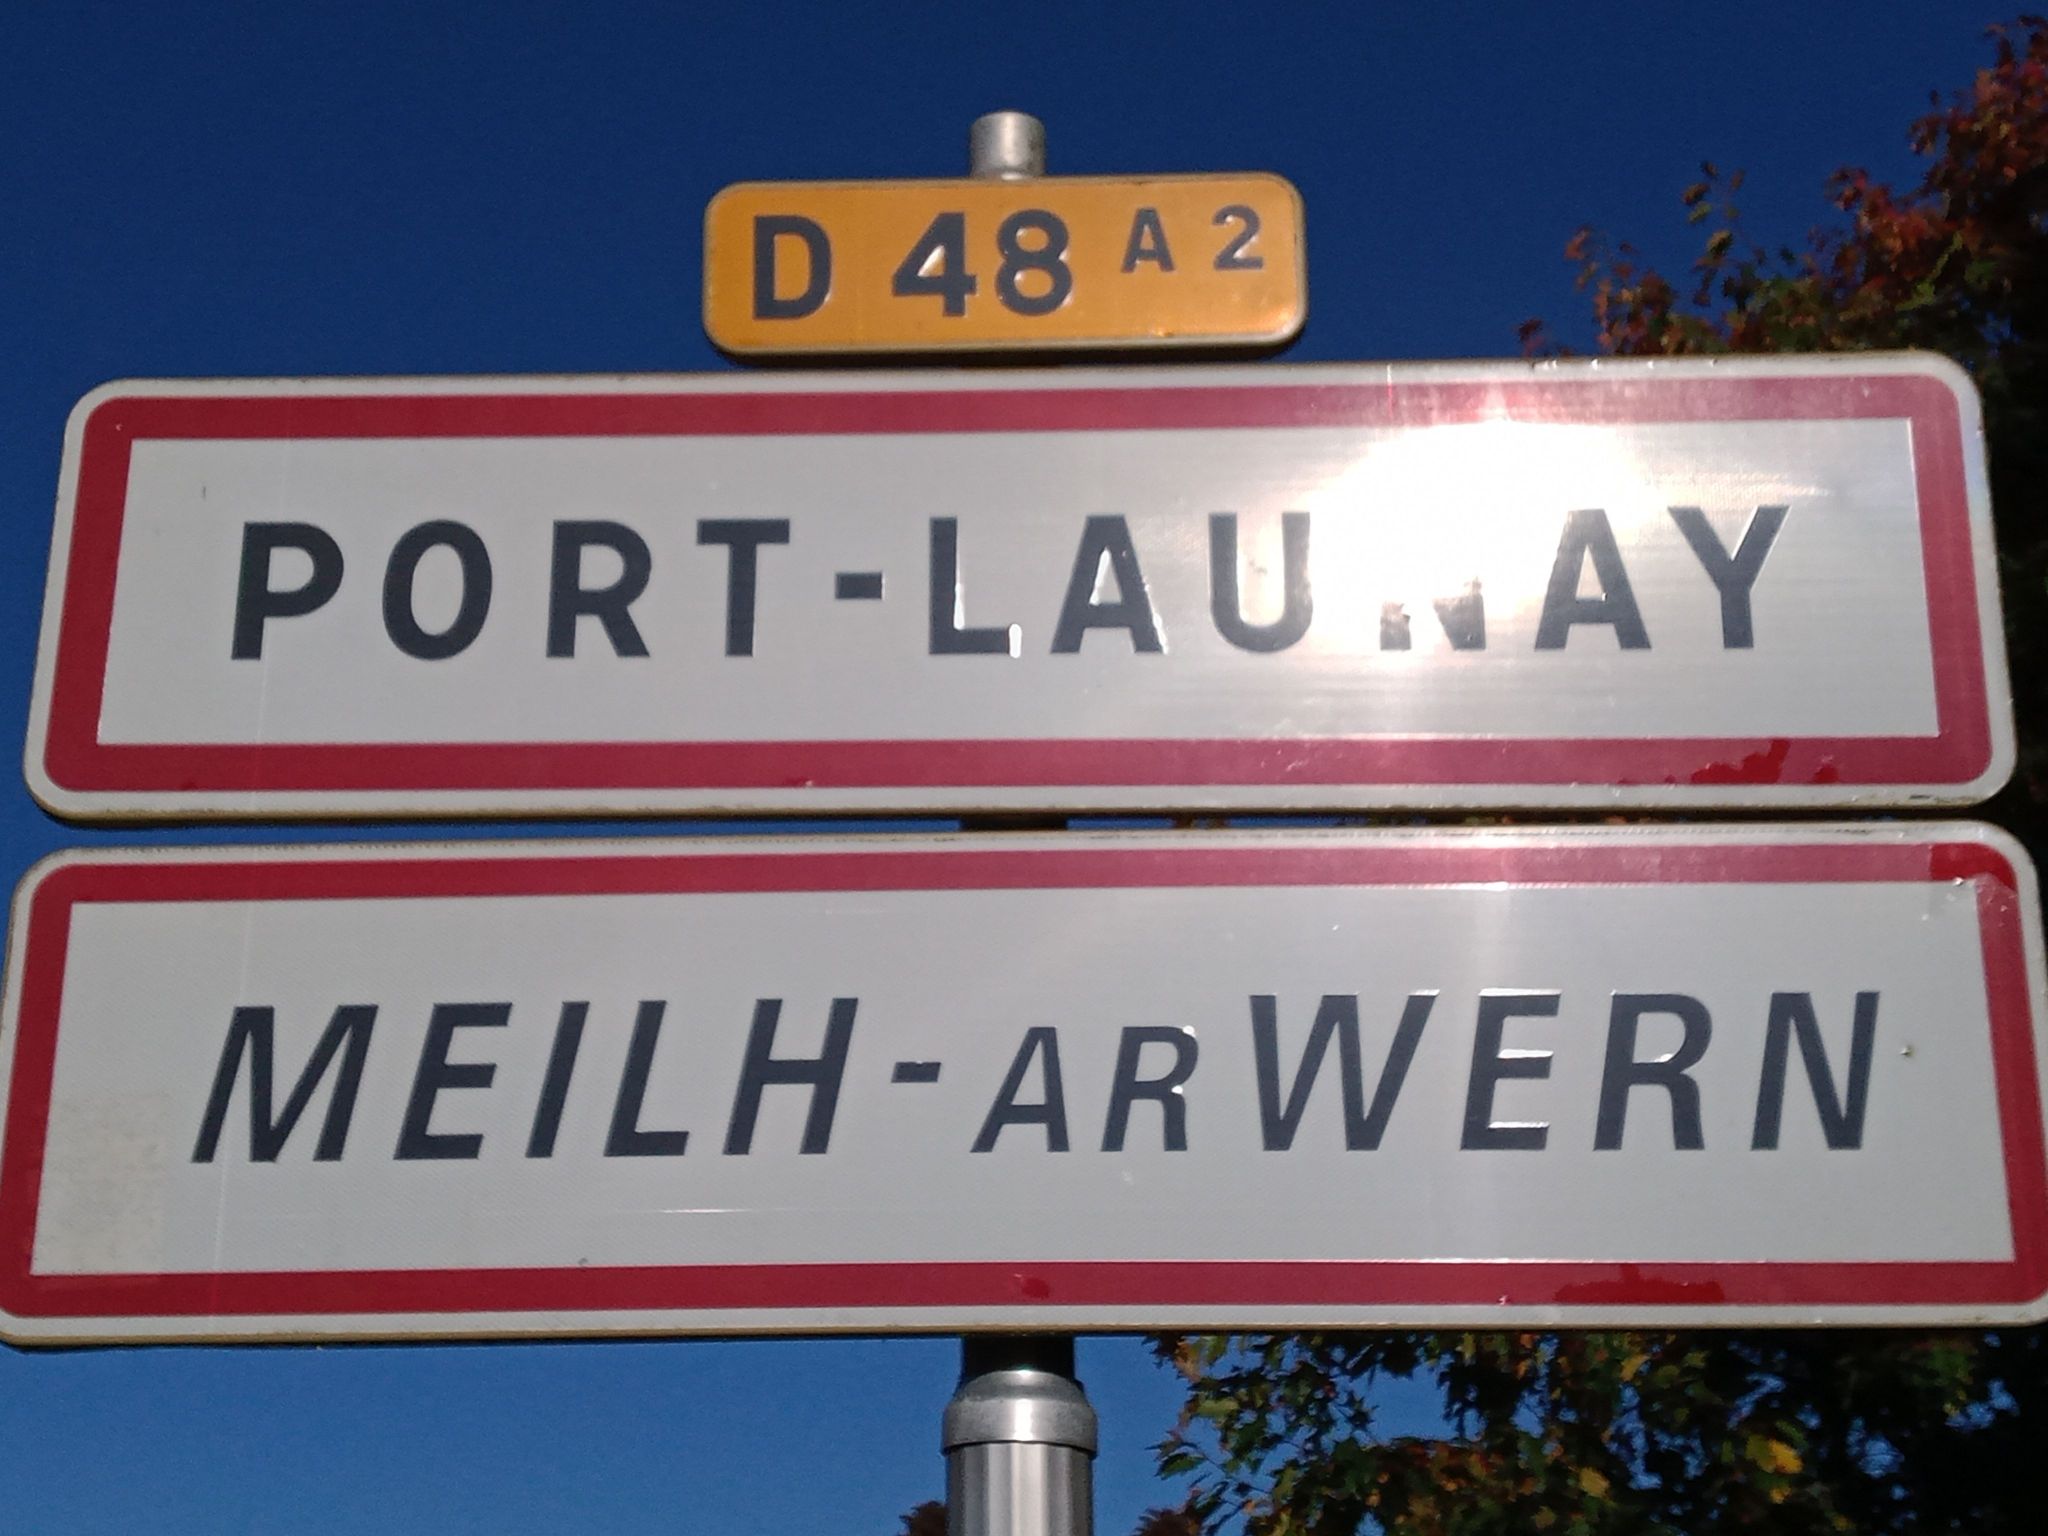 D 48 A 2
PORT-LAUNAY
MEILH-AR WERN